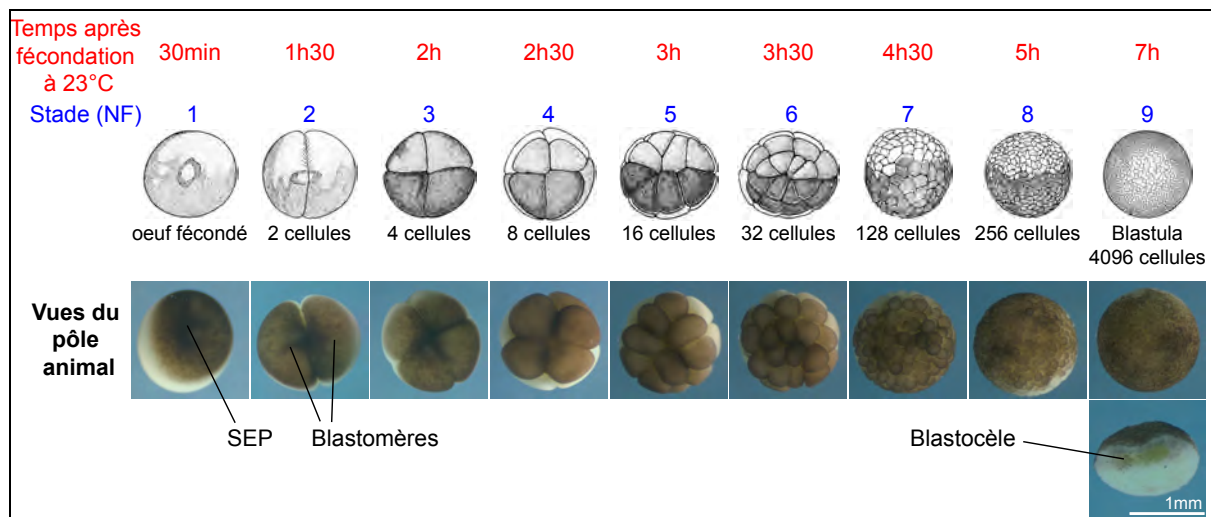 Temps après
fécondation
à 23°C
30min 1h30 2h 2h30 3h 3h30 4h30 5h 7h
Stade (NF) 1 2 3 4 5 6 7 8 9
oeuf fécondé 2 cellules 4 cellules 8 cellules 16 cellules 32 cellules 128 cellules 256 cellules Blastula
4096 cellules
Vues du
pôle
animal
SEP Blastomères Blastocèle
1mm